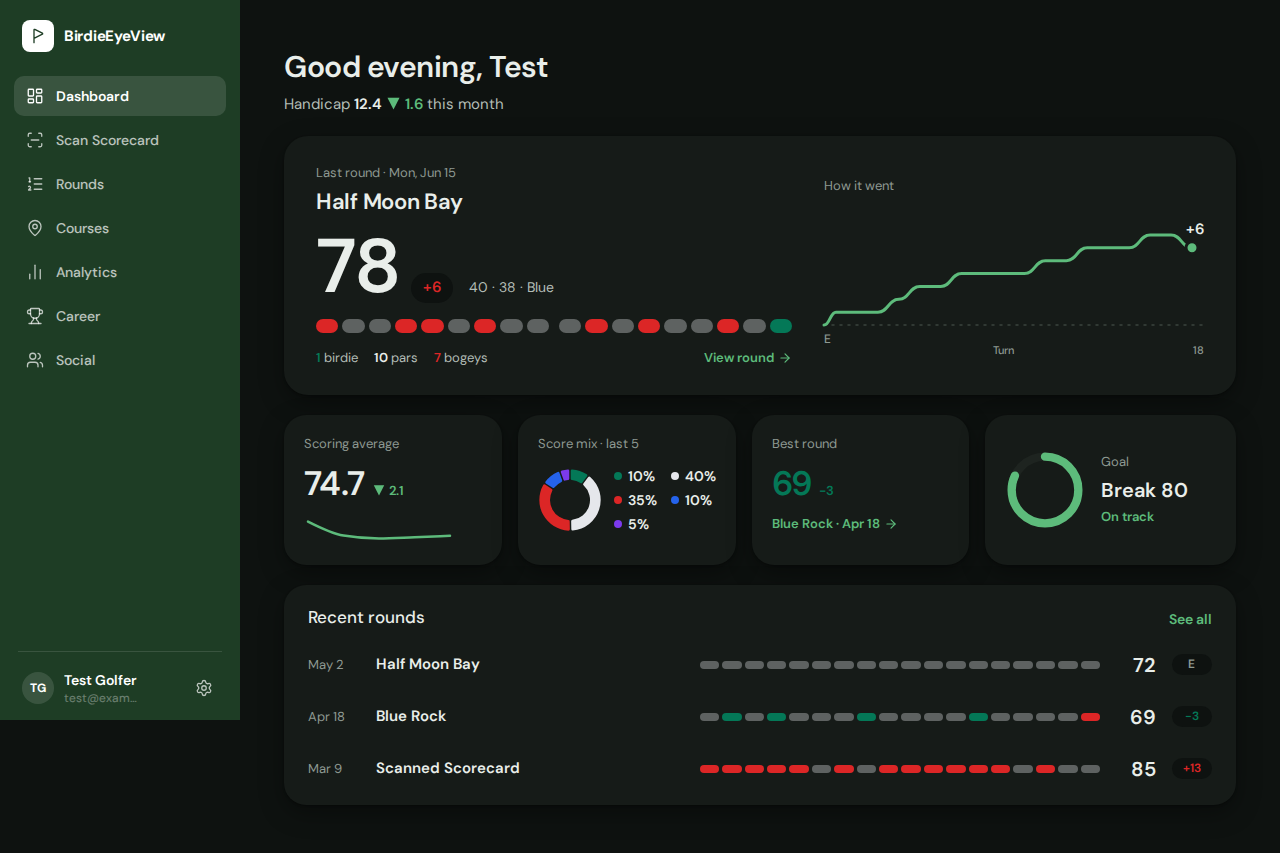 BirdieEyeView
Dashboard
Scan Scorecard
Rounds
Courses
Analytics
Career
Social
TG
Test Golfer
test@exam...
Good evening, Test
Handicap 12.4 ▼ 1.6 this month
Last round · Mon, Jun 15
Half Moon Bay
78 +6 40 · 38 · Blue
1 birdie 10 pars 7 bogeys View round →
How it went
+6
E
Turn 18
Scoring average
74.7 ▼ 2.1
Score mix · last 5
10% 40%
35% 10%
5%
Best round
69 -3
Blue Rock · Apr 18 →
Goal
Break 80
On track
Recent rounds See all
May 2 Half Moon Bay 72 E
Apr 18 Blue Rock 69 -3
Mar 9 Scanned Scorecard 85 +13